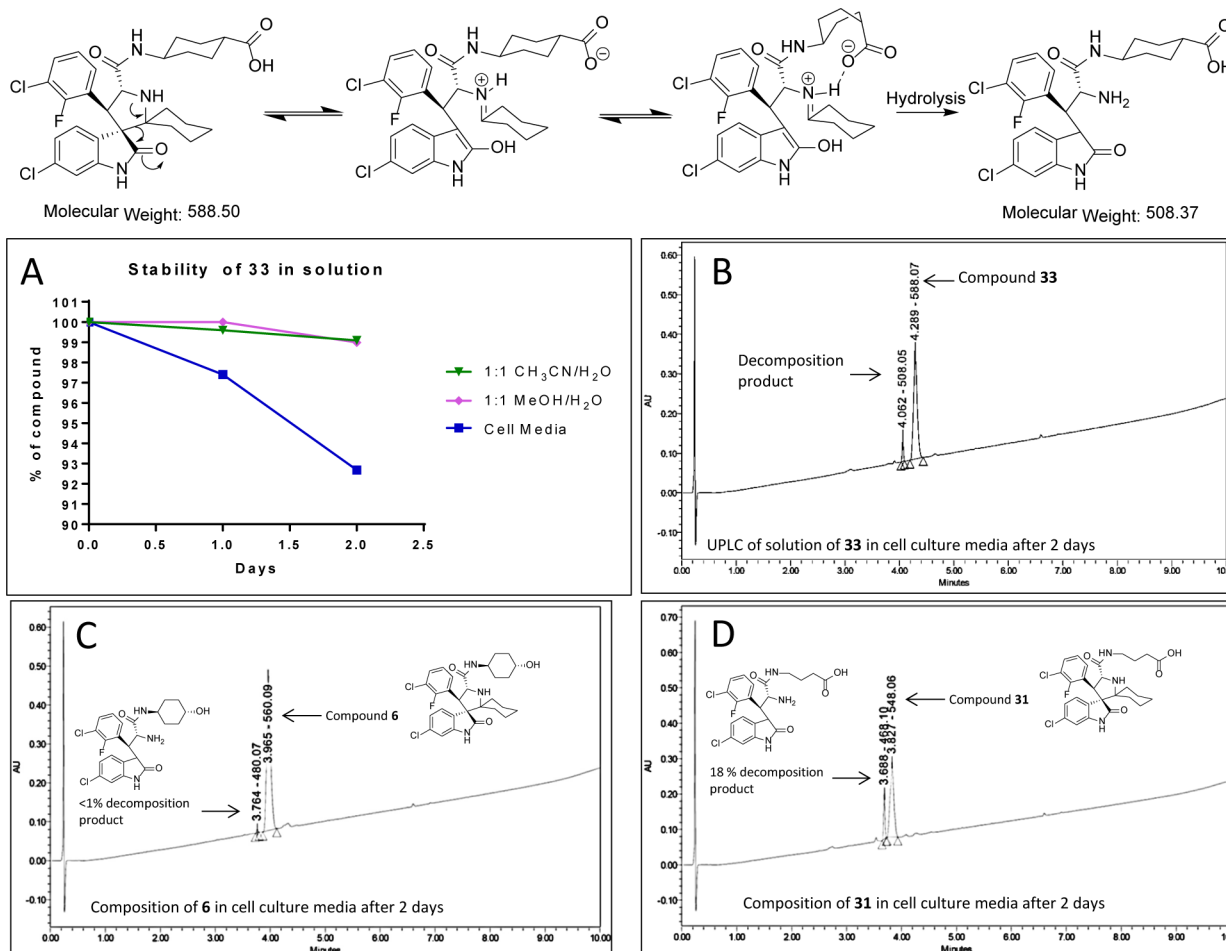 Hydrolysis
Molecular Weight: 588.50
Molecular Weight: 508.37
O
OH
HN
O
Cl
F
NH
O
N
H
Cl
O
O⊖
HN
O
Cl
F
⊕
N
H
OH
N
H
Cl
HN
O
⊖
O
O
Cl
F
⊕
N
H
OH
N
H
Cl
O
OH
HN
O
Cl
F
NH2
O
N
H
Cl
A
Stability of 33 in solution
% of compound
101
100
99
98
97
96
95
94
93
92
91
90
0.0 0.5 1.0 1.5 2.0 2.5
Days
1:1 CH3CN/H2O
1:1 MeOH/H2O
Cell Media
B
AU
0.60
0.50
0.40
0.30
0.20
0.10
0.00
-0.10
Compound 33
4.289 - 588.07
Decomposition
product
4.062 - 508.05
UPLC of solution of 33 in cell culture media after 2 days
0.00 1.00 2.00 3.00 4.00 5.00 6.00 7.00 8.00 9.00 10.0
Minutes
C
AU
0.60
0.50
0.40
0.30
0.20
0.10
0.00
-0.10
HN
OH
O
Cl
F
NH2
O
N
H
Cl
<1% decomposition
product
3.764 - 480.07
3.965 - 560.09
Compound 6
HN
OH
O
Cl
F
NH
O
N
H
Cl
Composition of 6 in cell culture media after 2 days
0.00 1.00 2.00 3.00 4.00 5.00 6.00 7.00 8.00 9.00 10.00
Minutes
D
AU
0.70
0.60
0.50
0.40
0.30
0.20
0.10
0.00
-0.10
HN
OH
O
O
Cl
F
NH2
O
N
H
Cl
18 % decomposition
product
3.688 - 468.10
3.827 - 548.06
Compound 31
HN
OH
O
O
Cl
F
NH
O
N
H
Cl
Composition of 31 in cell culture media after 2 days
0.00 1.00 2.00 3.00 4.00 5.00 6.00 7.00 8.00 9.00 10.0
Minutes